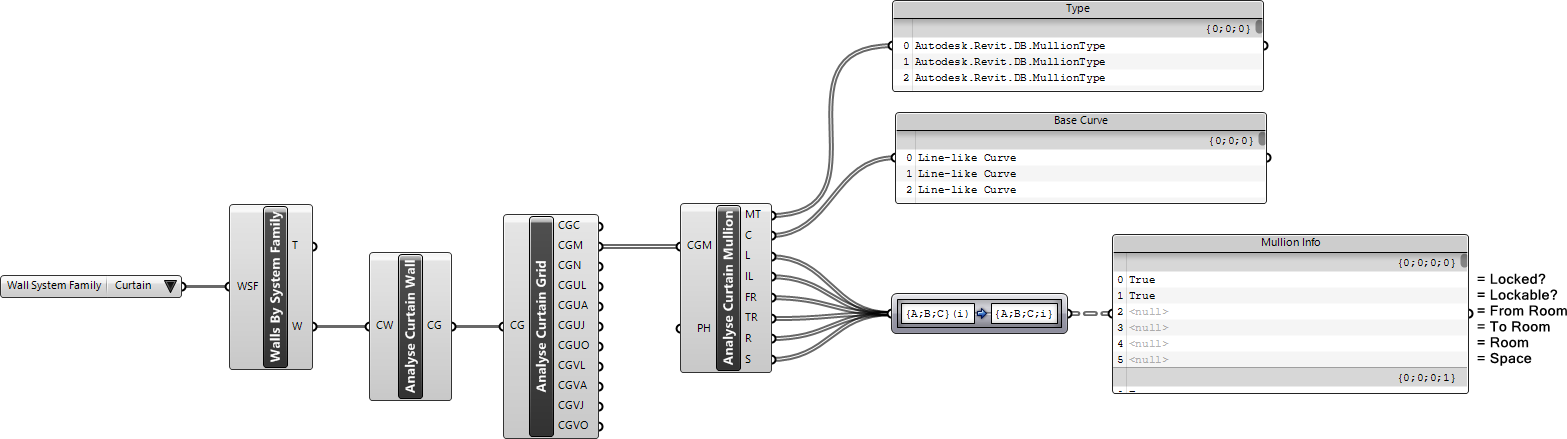 Wall System Family Curtain
WSF
Walls By System Family
T
W
CW
Analyse Curtain Wall
CG
CG
Analyse Curtain Grid
CGC
CGM
CGN
CGUL
CGUA
CGUJ
CGUO
CGVL
CGVA
CGVJ
CGVO
CGM
PH
Analyse Curtain Mullion
MT
C
L
IL
FR
TR
R
S
Type
{0;0;0}
0 Autodesk.Revit.DB.MullionType
1 Autodesk.Revit.DB.MullionType
2 Autodesk.Revit.DB.MullionType
Base Curve
{0;0;0}
0 Line-like Curve
1 Line-like Curve
2 Line-like Curve
{A;B;C}(i) {A;B;C;i}
Mullion Info
{0;0;0;0}
0 True = Locked?
1 True = Lockable?
2 <null> = From Room
3 <null> = To Room
4 <null> = Room
5 <null> = Space
{0;0;0;1}